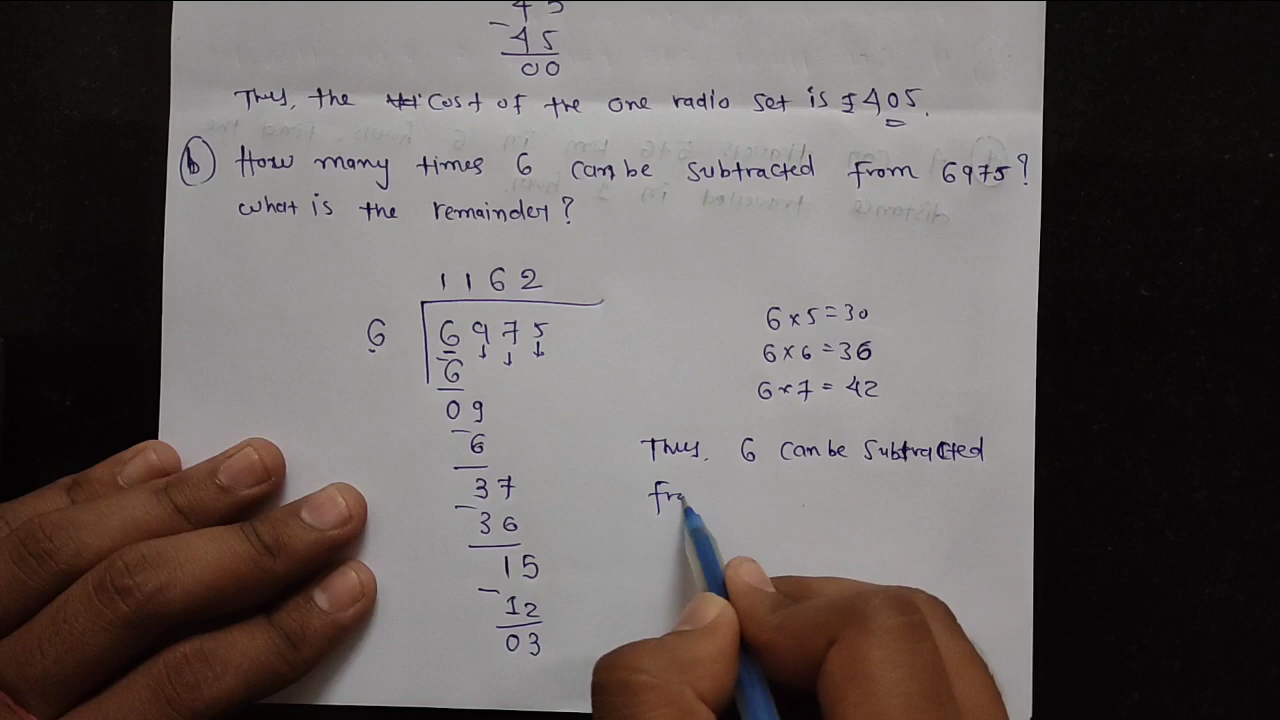 45
- 45
00
Thus, the cost of the one radio set is ₹405.
b) How many times 6 can be subtracted from 6975?
what is the remainder?
1162
6 6975
- 6
09
- 6
37
- 36
15
- 12
03
6 × 5 = 30
6 × 6 = 36
6 × 7 = 42
Thus, 6 can be subtracted
fro